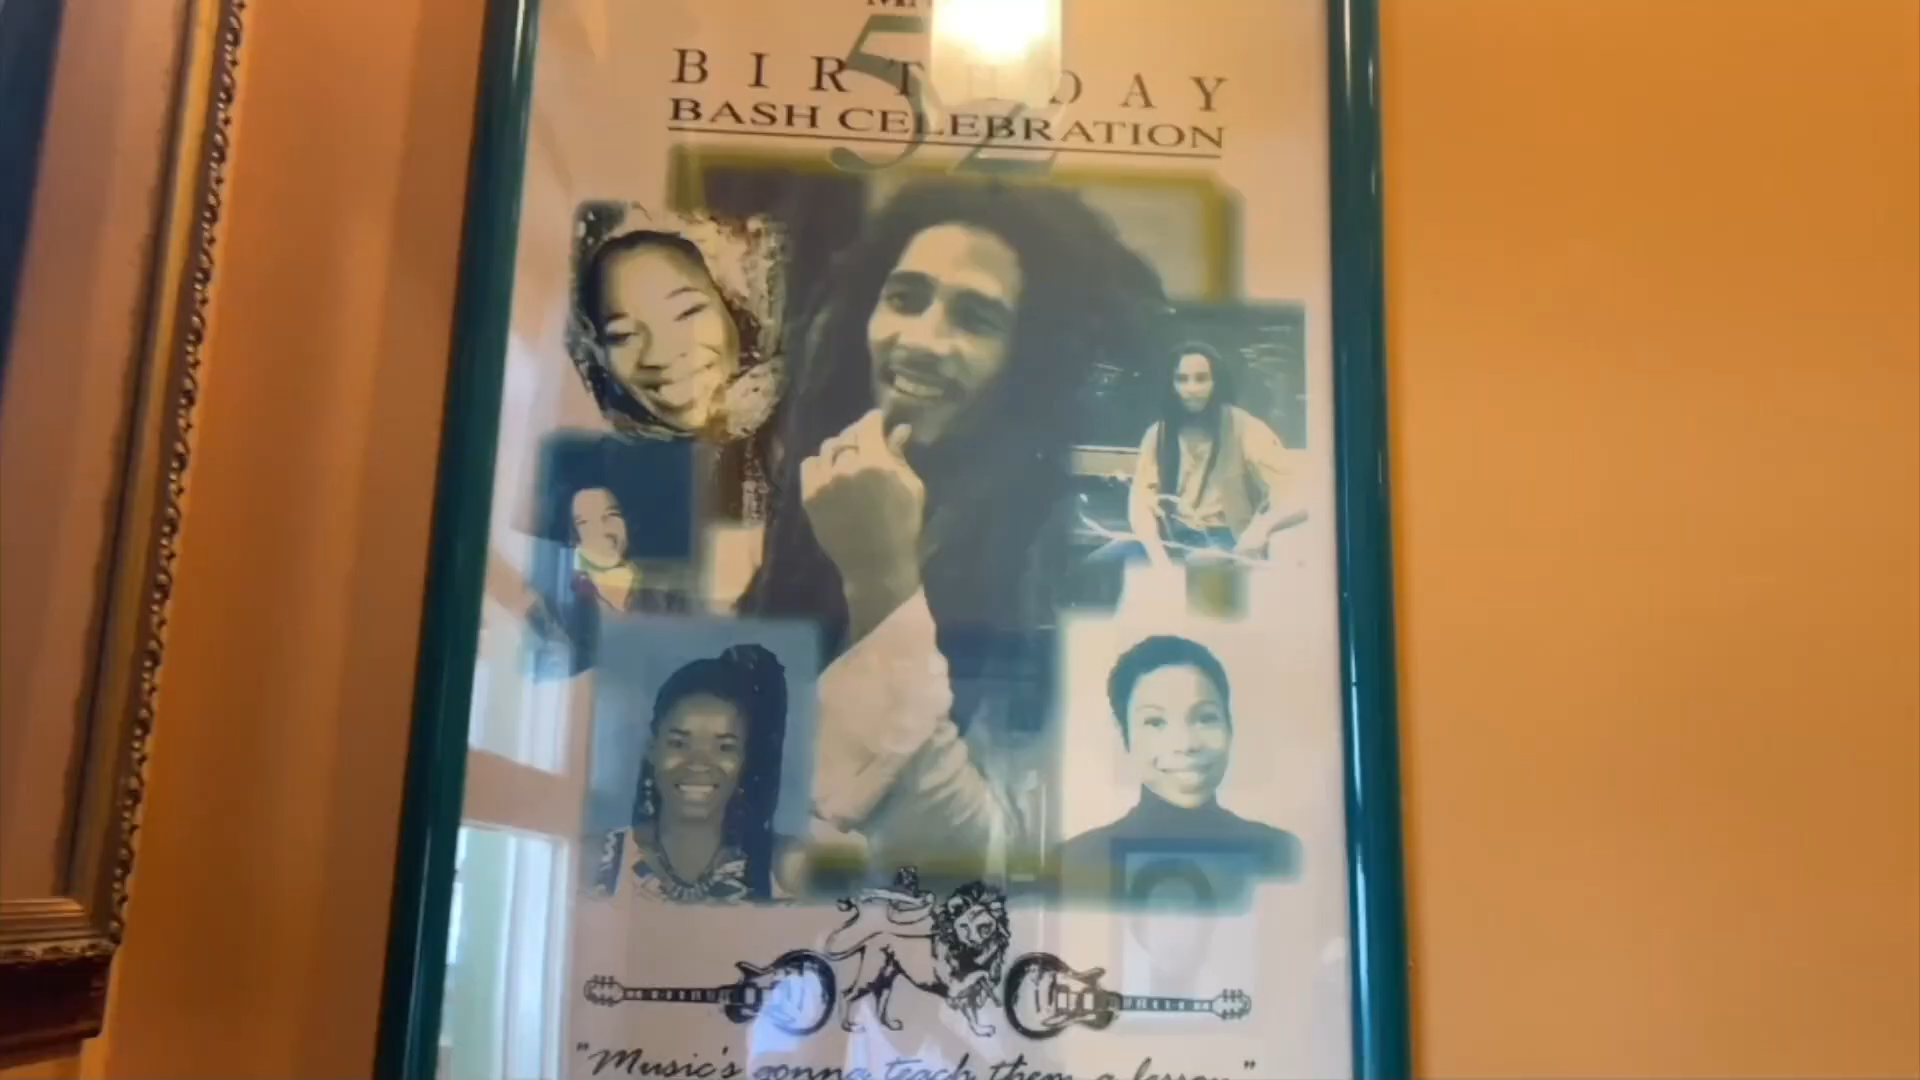 52
BIRTHDAY
BASH CELEBRATION
"Music's gonna teach them a lesson"